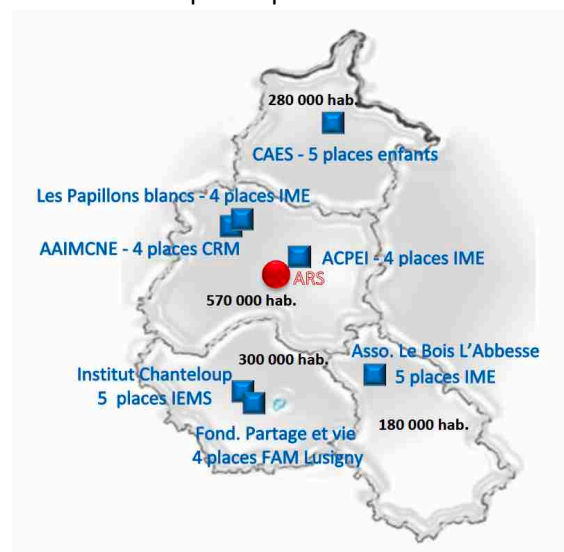 280 000 hab.
CAES - 5 places enfants
Les Papillons blancs - 4 places IME
AAIMCNE - 4 places CRM
ACPEI - 4 places IME
ARS
570 000 hab.
300 000 hab.
Asso. Le Bois L’Abbesse
5 places IME
Institut Chanteloup
5 places IEMS
180 000 hab.
Fond. Partage et vie
4 places FAM Lusigny